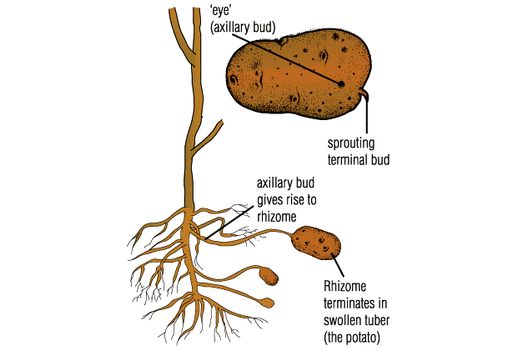 'eye'
(axillary bud)
sprouting
terminal bud
axillary bud
gives rise to
rhizome
Rhizome
terminates in
swollen tuber
(the potato)